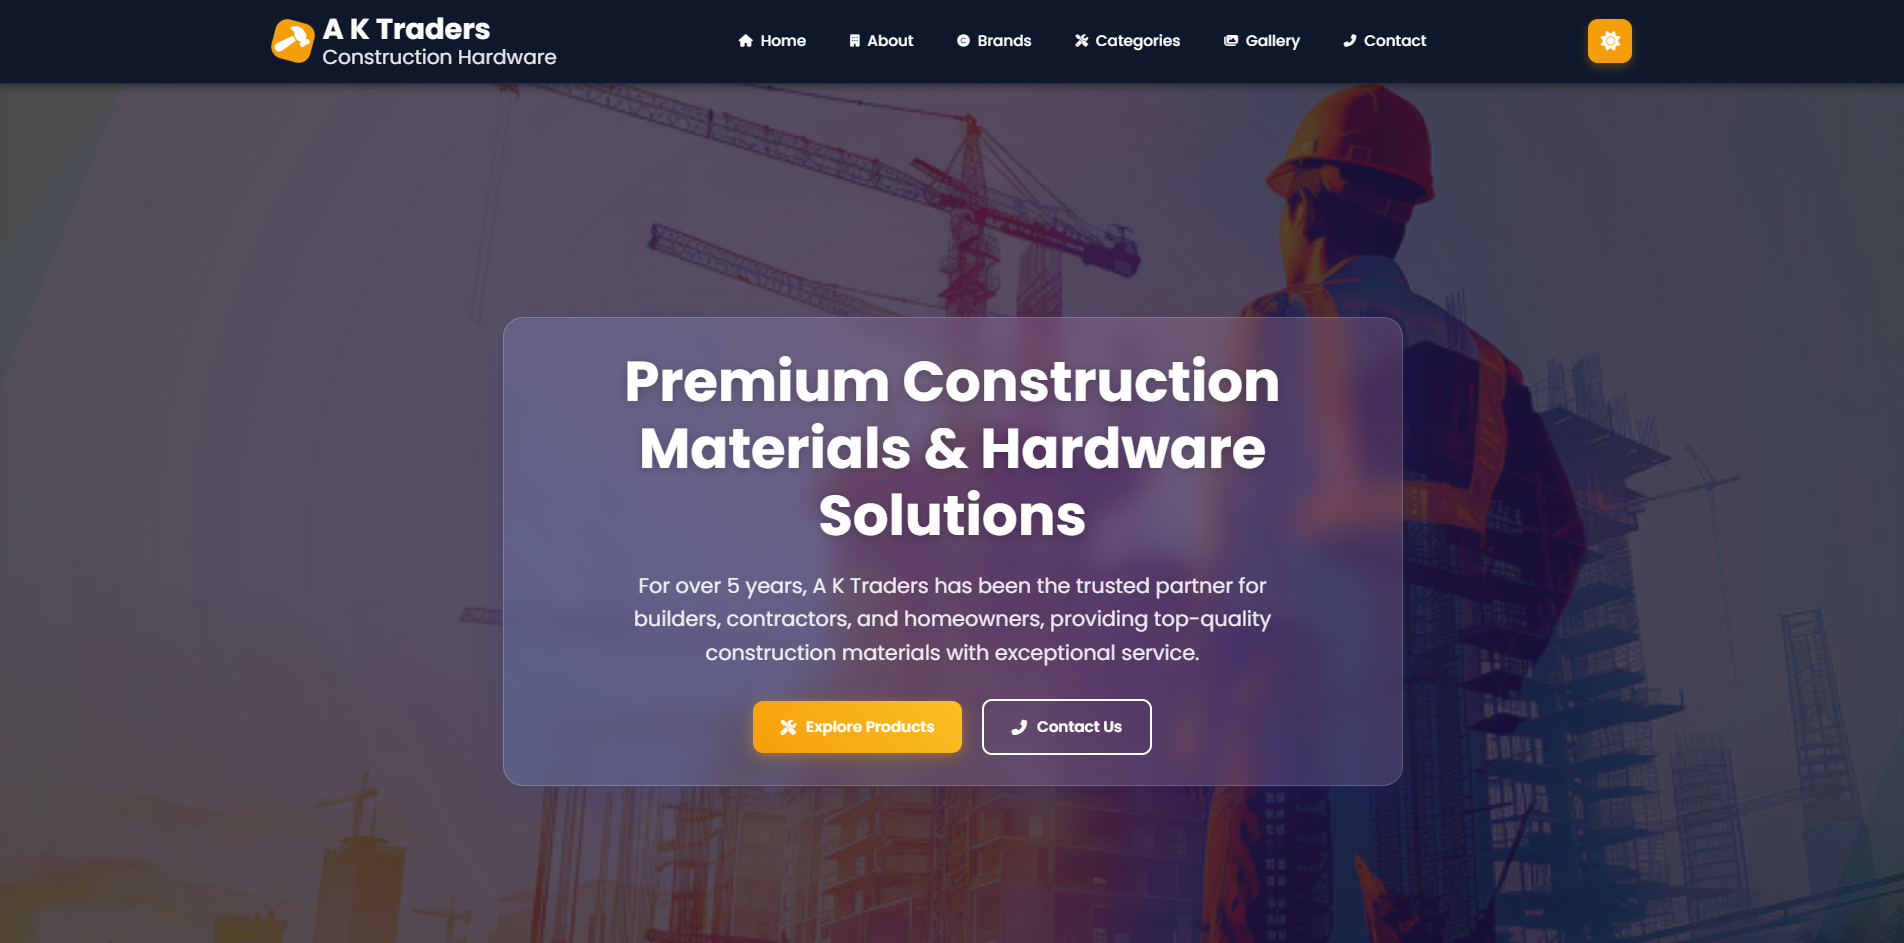 A K Traders
Construction Hardware
Home
About
Brands
Categories
Gallery
Contact
Premium Construction
Materials & Hardware
Solutions
For over 5 years, A K Traders has been the trusted partner for
builders, contractors, and homeowners, providing top-quality
construction materials with exceptional service.
Explore Products
Contact Us